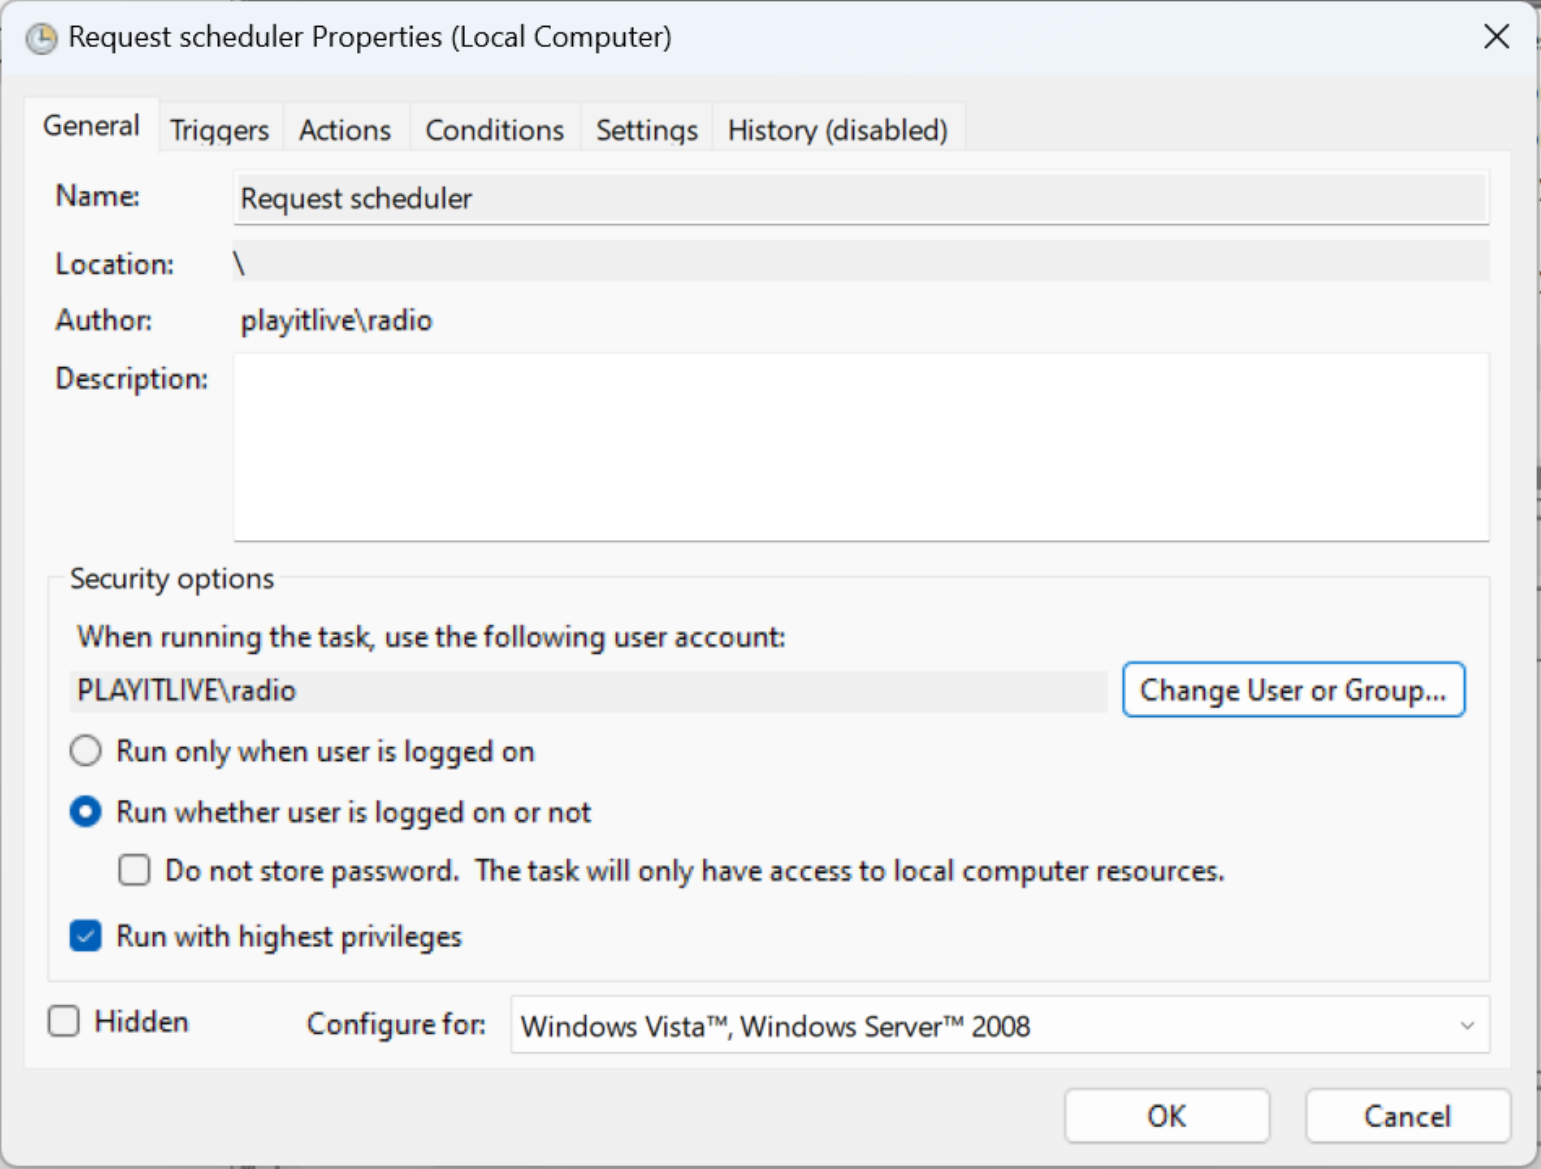 Request scheduler Properties (Local Computer)
General Triggers Actions Conditions Settings History (disabled)
Name: Request scheduler
Location: \
Author: playitlive\radio
Description:
Security options
When running the task, use the following user account:
PLAYITLIVE\radio Change User or Group...
Run only when user is logged on
Run whether user is logged on or not
Do not store password.  The task will only have access to local computer resources.
Run with highest privileges
Hidden Configure for: Windows Vista™, Windows Server™ 2008
OK Cancel